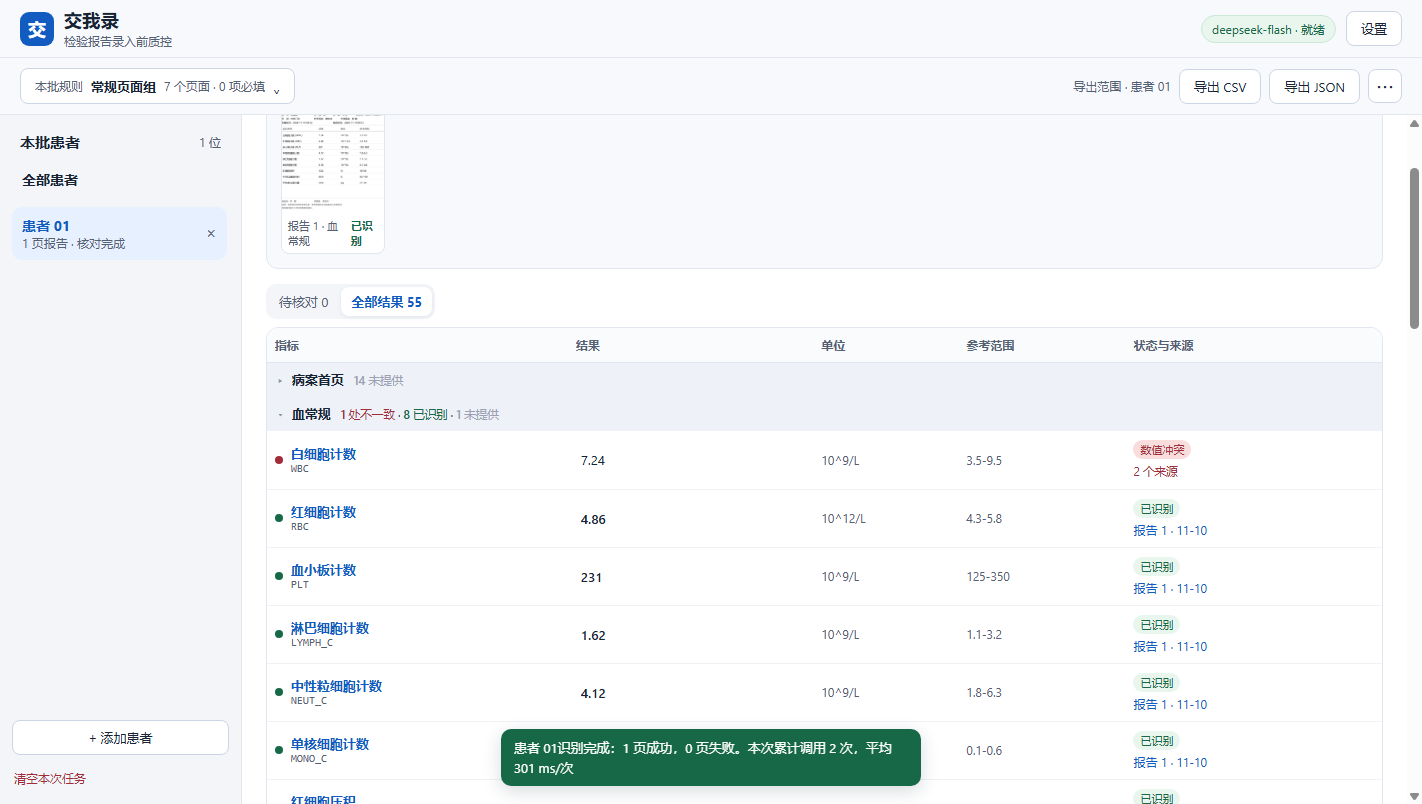 交
交我录
检验报告录入前质控
deepseek-flash · 就绪
设置
本批规则 常规页面组 7 个页面 · 0 项必填
导出范围 · 患者 01
导出 CSV
导出 JSON
···
本批患者 1 位
全部患者
患者 01
1 页报告 · 核对完成
×
+ 添加患者
清空本次任务
报告 1 · 血常规 已识别
待核对 0
全部结果 55
指标 结果 单位 参考范围 状态与来源
病案首页 14 未提供
血常规 1 处不一致 · 8 已识别 · 1 未提供
白细胞计数 7.24 10^9/L 3.5-9.5 数值冲突
WBC 2 个来源
红细胞计数 4.86 10^12/L 4.3-5.8 已识别
RBC 报告 1 · 11-10
血小板计数 231 10^9/L 125-350 已识别
PLT 报告 1 · 11-10
淋巴细胞计数 1.62 10^9/L 1.1-3.2 已识别
LYMPH_C 报告 1 · 11-10
中性粒细胞计数 4.12 10^9/L 1.8-6.3 已识别
NEUT_C 报告 1 · 11-10
单核细胞计数 0.1-0.6 已识别
MONO_C 报告 1 · 11-10
红细胞压积 已识别
患者 01识别完成：1 页成功，0 页失败。本次累计调用 2 次，平均
301 ms/次